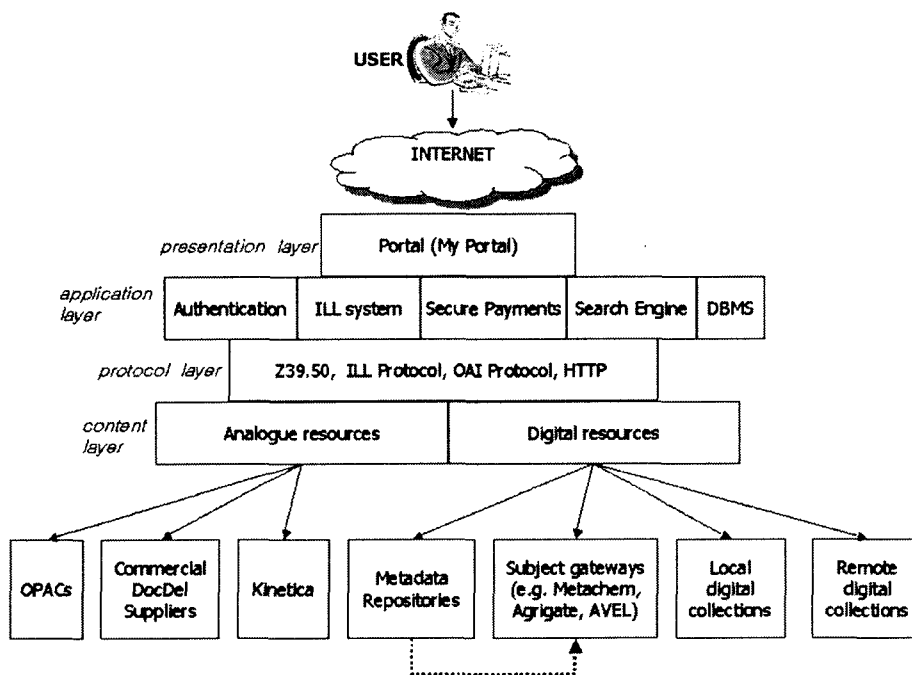 USER
INTERNET
presentation layer
Portal (My Portal)
application
layer
Authentication
ILL system
Secure Payments
Search Engine
DBMS
protocol layer
Z39.50, ILL Protocol, OAI Protocol, HTTP
content
layer
Analogue resources
Digital resources
OPACs
Commercial
DocDel
Suppliers
Kinetica
Metadata
Repositories
Subject gateways
(e.g. Metachem,
Agrigate, AVEL)
Local
digital
collections
Remote
digital
collections